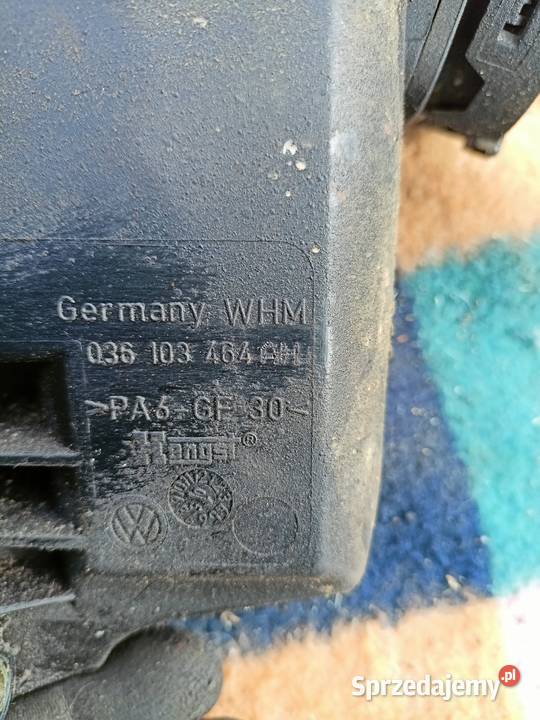 Germany WHM
036 103 464 AH
>PA6-GF 30<
Hengst®
Sprzedajemy.pl